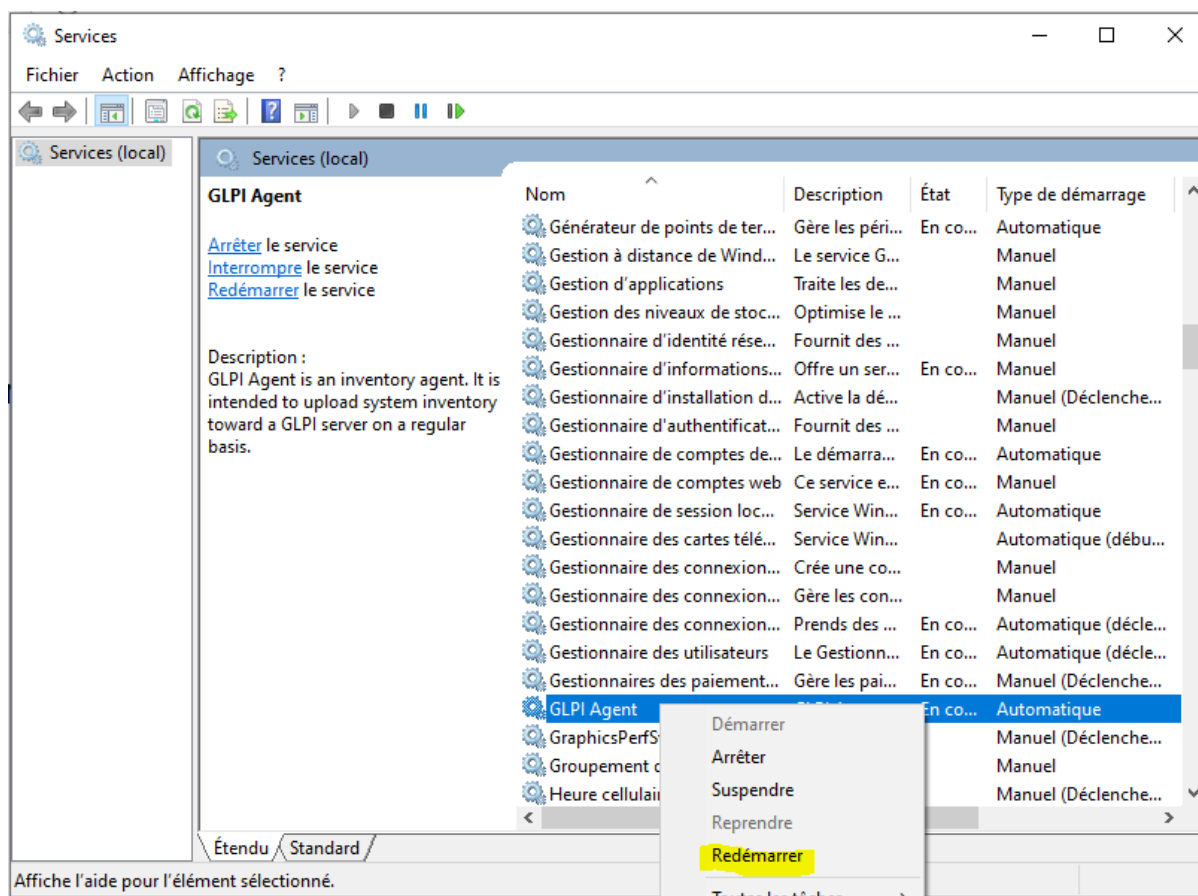 Services
Fichier Action Affichage ?
Services (local)
Services (local)
GLPI Agent
Arrêter le service
Interrompre le service
Redémarrer le service
Description :
GLPI Agent is an inventory agent. It is
intended to upload system inventory
toward a GLPI server on a regular
basis.
Nom Description État Type de démarrage
Générateur de points de ter... Gère les péri... En co... Automatique
Gestion à distance de Wind... Le service G... Manuel
Gestion d'applications Traite les de... Manuel
Gestion des niveaux de stoc... Optimise le ... Manuel
Gestionnaire d'identité rése... Fournit des ... Manuel
Gestionnaire d'informations... Offre un ser... En co... Manuel
Gestionnaire d'installation d... Active la dé... Manuel (Déclenche...
Gestionnaire d'authentificat... Fournit des ... Manuel
Gestionnaire de comptes de... Le démarra... En co... Automatique
Gestionnaire de comptes web Ce service e... En co... Manuel
Gestionnaire de session loc... Service Win... En co... Automatique
Gestionnaire des cartes télé... Service Win... Automatique (débu...
Gestionnaire des connexion... Crée une co... Manuel
Gestionnaire des connexion... Gère les con... Manuel
Gestionnaire des connexion... Prends des ... En co... Automatique (décle...
Gestionnaire des utilisateurs Le Gestionn... En co... Automatique (décle...
Gestionnaires des paiement... Gère les pai... En co... Manuel (Déclenche...
GLPI Agent En co... Automatique
GraphicsPerfS Manuel (Déclenche...
Groupement Manuel
Heure cellulai Manuel (Déclenche...
Démarrer
Arrêter
Suspendre
Reprendre
Redémarrer
Toutes les tâches
Étendu Standard
Affiche l'aide pour l'élément sélectionné.